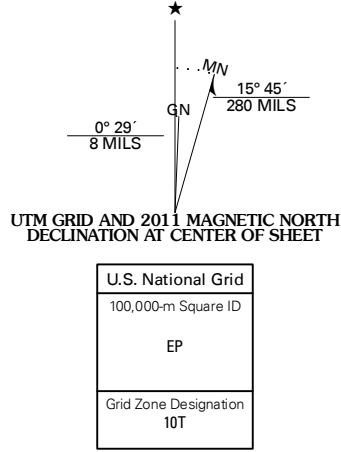 ★
MN
15° 45´
280 MILS
GN
0° 29´
8 MILS
UTM GRID AND 2011 MAGNETIC NORTH
DECLINATION AT CENTER OF SHEET
U.S. National Grid
100,000-m Square ID
EP
Grid Zone Designation
10T